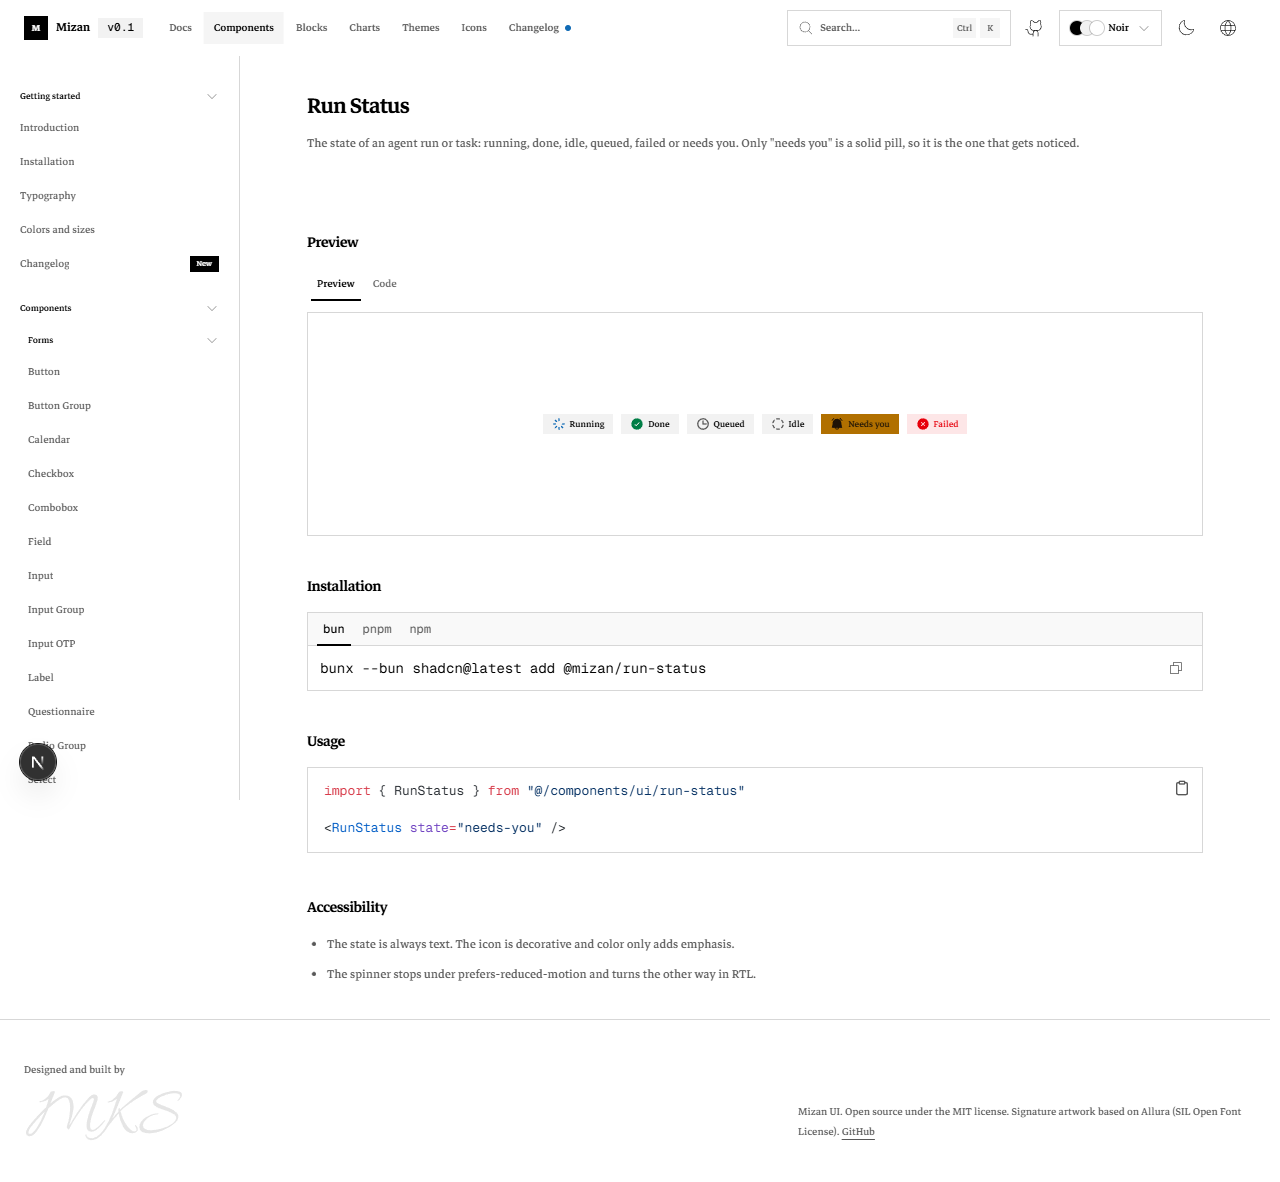 M Mizan v0.1 Docs Components Blocks Charts Themes Icons Changelog Search... Ctrl K Noir
Getting started
Introduction
Installation
Typography
Colors and sizes
Changelog New
Components
Forms
Button
Button Group
Calendar
Checkbox
Combobox
Field
Input
Input Group
Input OTP
Label
Questionnaire
Group
N
Select
Run Status
The state of an agent run or task: running, done, idle, queued, failed or needs you. Only "needs you" is a solid pill, so it is the one that gets noticed.
Preview
Preview Code
Running Done Queued Idle Needs you Failed
Installation
bun pnpm npm
bunx --bun shadcn@latest add @mizan/run-status
Usage
import { RunStatus } from "@/components/ui/run-status"
<RunStatus state="needs-you" />
Accessibility
The state is always text. The icon is decorative and color only adds emphasis.
The spinner stops under prefers-reduced-motion and turns the other way in RTL.
Designed and built by
MKS
Mizan UI. Open source under the MIT license. Signature artwork based on Allura (SIL Open Font
License). GitHub